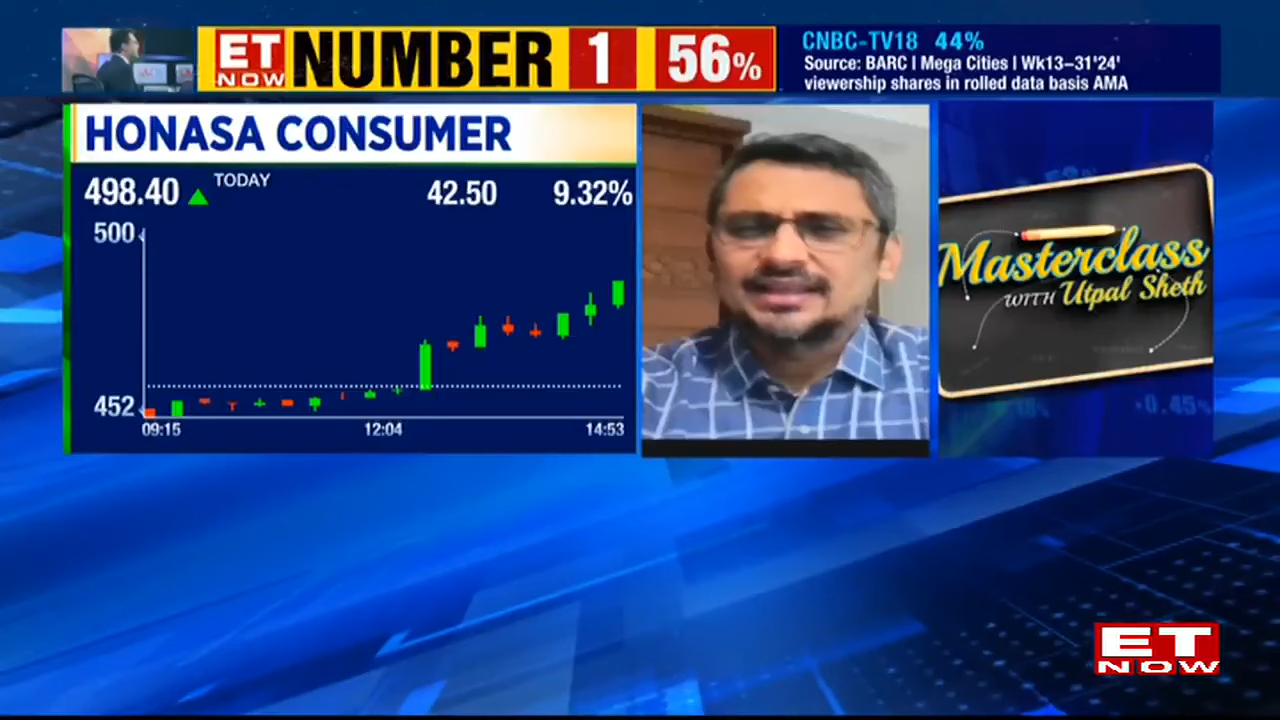 ET NOW NUMBER 1 56%
CNBC-TV18 44%
Source: BARC | Mega Cities | Wk13-31'24'
viewership shares in rolled data basis AMA
HONASA CONSUMER
498.40 TODAY 42.50 9.32%
500
452
09:15 12:04 14:53
Masterclass
WITH Utpal Sheth
+0.45%
ET
NOW